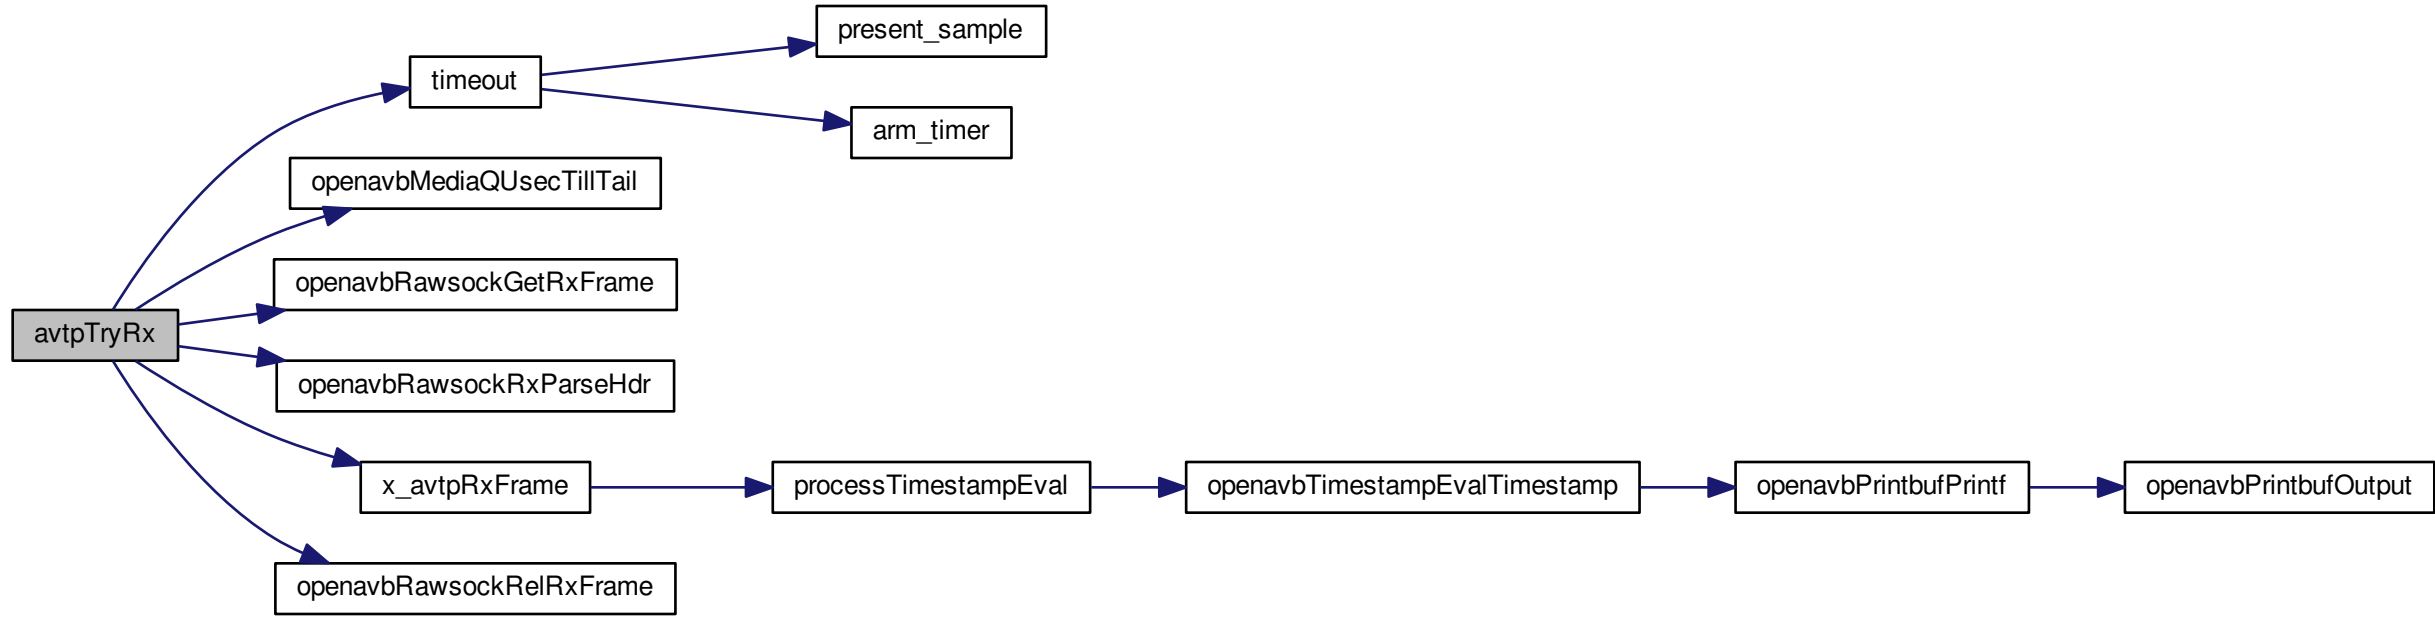 present_sample
timeout
arm_timer
openavbMediaQUsecTillTail
openavbRawsockGetRxFrame
avtpTryRx
openavbRawsockRxParseHdr
x_avtpRxFrame
processTimestampEval
openavbTimestampEvalTimestamp
openavbPrintbufPrintf
openavbPrintbufOutput
openavbRawsockRelRxFrame